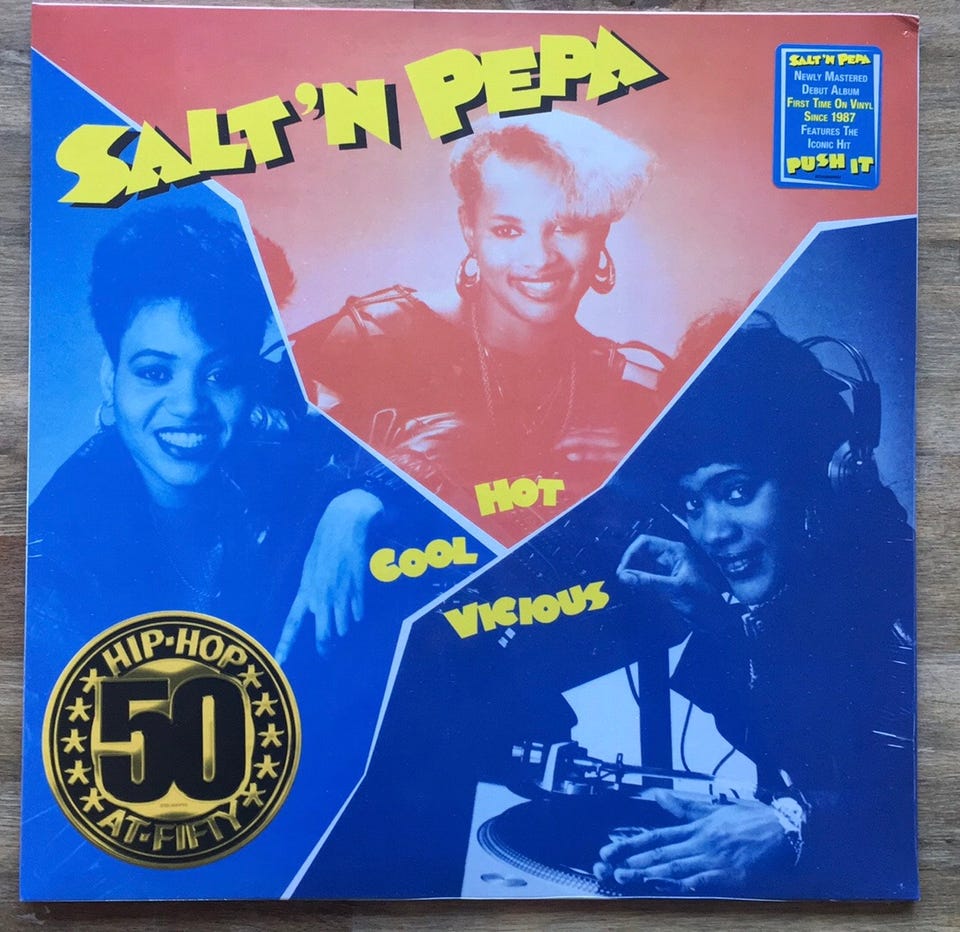 SALT 'N PEPA
SALT 'N PEPA
NEWLY MASTERED
DEBUT ALBUM
FIRST TIME ON VINYL
SINCE 1987
FEATURES THE
ICONIC HIT
PUSH IT
HOT
COOL
VICIOUS
HIP-HOP
50
AT-FIFTY